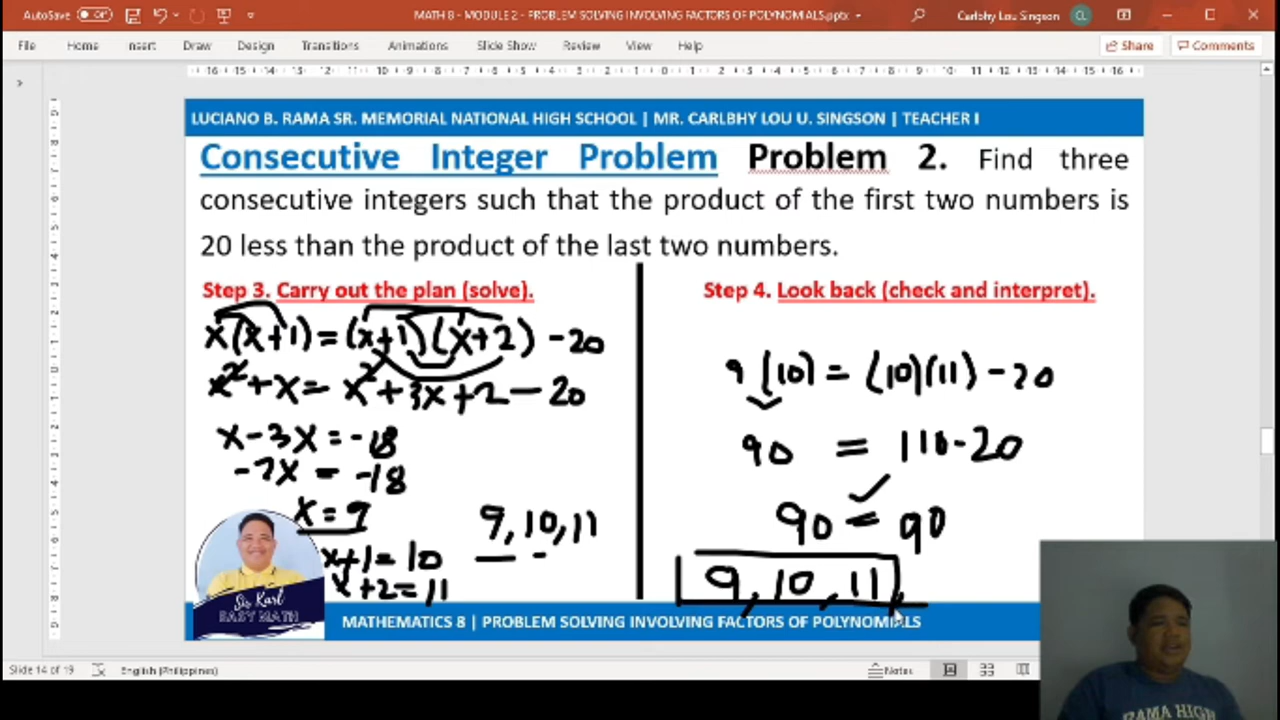 AutoSave Off MATH 8 - MODULE 2 - PROBLEM SOLVING INVOLVING FACTORS OF POLYNOMIALS.pptx Carlbhy Lou Singson CL
File Home Insert Draw Design Transitions Animations Slide Show Review View Help Share Comments
LUCIANO B. RAMA SR. MEMORIAL NATIONAL HIGH SCHOOL | MR. CARLBHY LOU U. SINGSON | TEACHER I
Consecutive Integer Problem Problem 2. Find three
consecutive integers such that the product of the first two numbers is
20 less than the product of the last two numbers.
Step 3. Carry out the plan (solve).
x(x+1)=(x+1)(x+2)-20
x²+x=x²+3x+2-20
x-3x=-18
-2x=-18
x=9
x+1=10
x+2=11
9,10,11
Step 4. Look back (check and interpret).
9(10)=(10)(11)-20
90=110-20
90=90
9,10,11
Sir Karl
EASY MATH
MATHEMATICS 8 | PROBLEM SOLVING INVOLVING FACTORS OF POLYNOMIALS
Slide 14 of 19 English (Philippines) Notes
RAMA HIGH